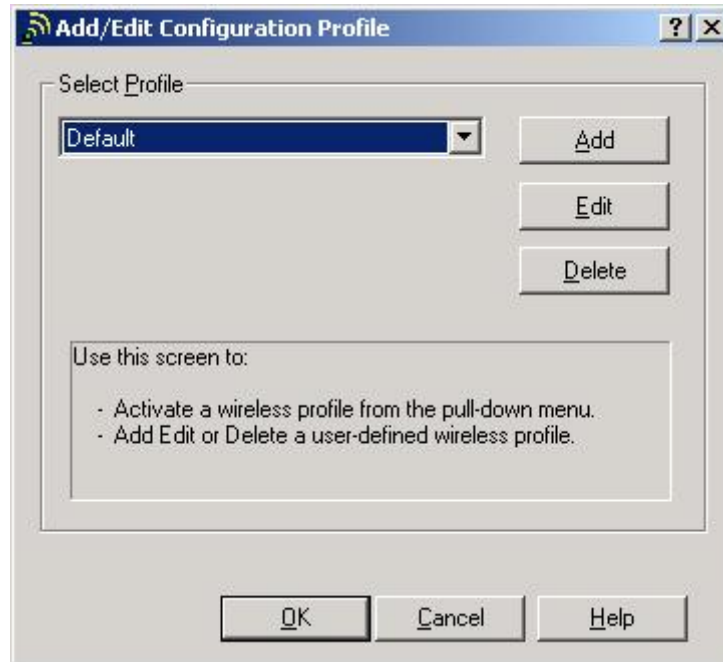 Add/Edit Configuration Profile
Select Profile
Default
Add
Edit
Delete
Use this screen to:
- Activate a wireless profile from the pull-down menu.
- Add Edit or Delete a user-defined wireless profile.
OK
Cancel
Help